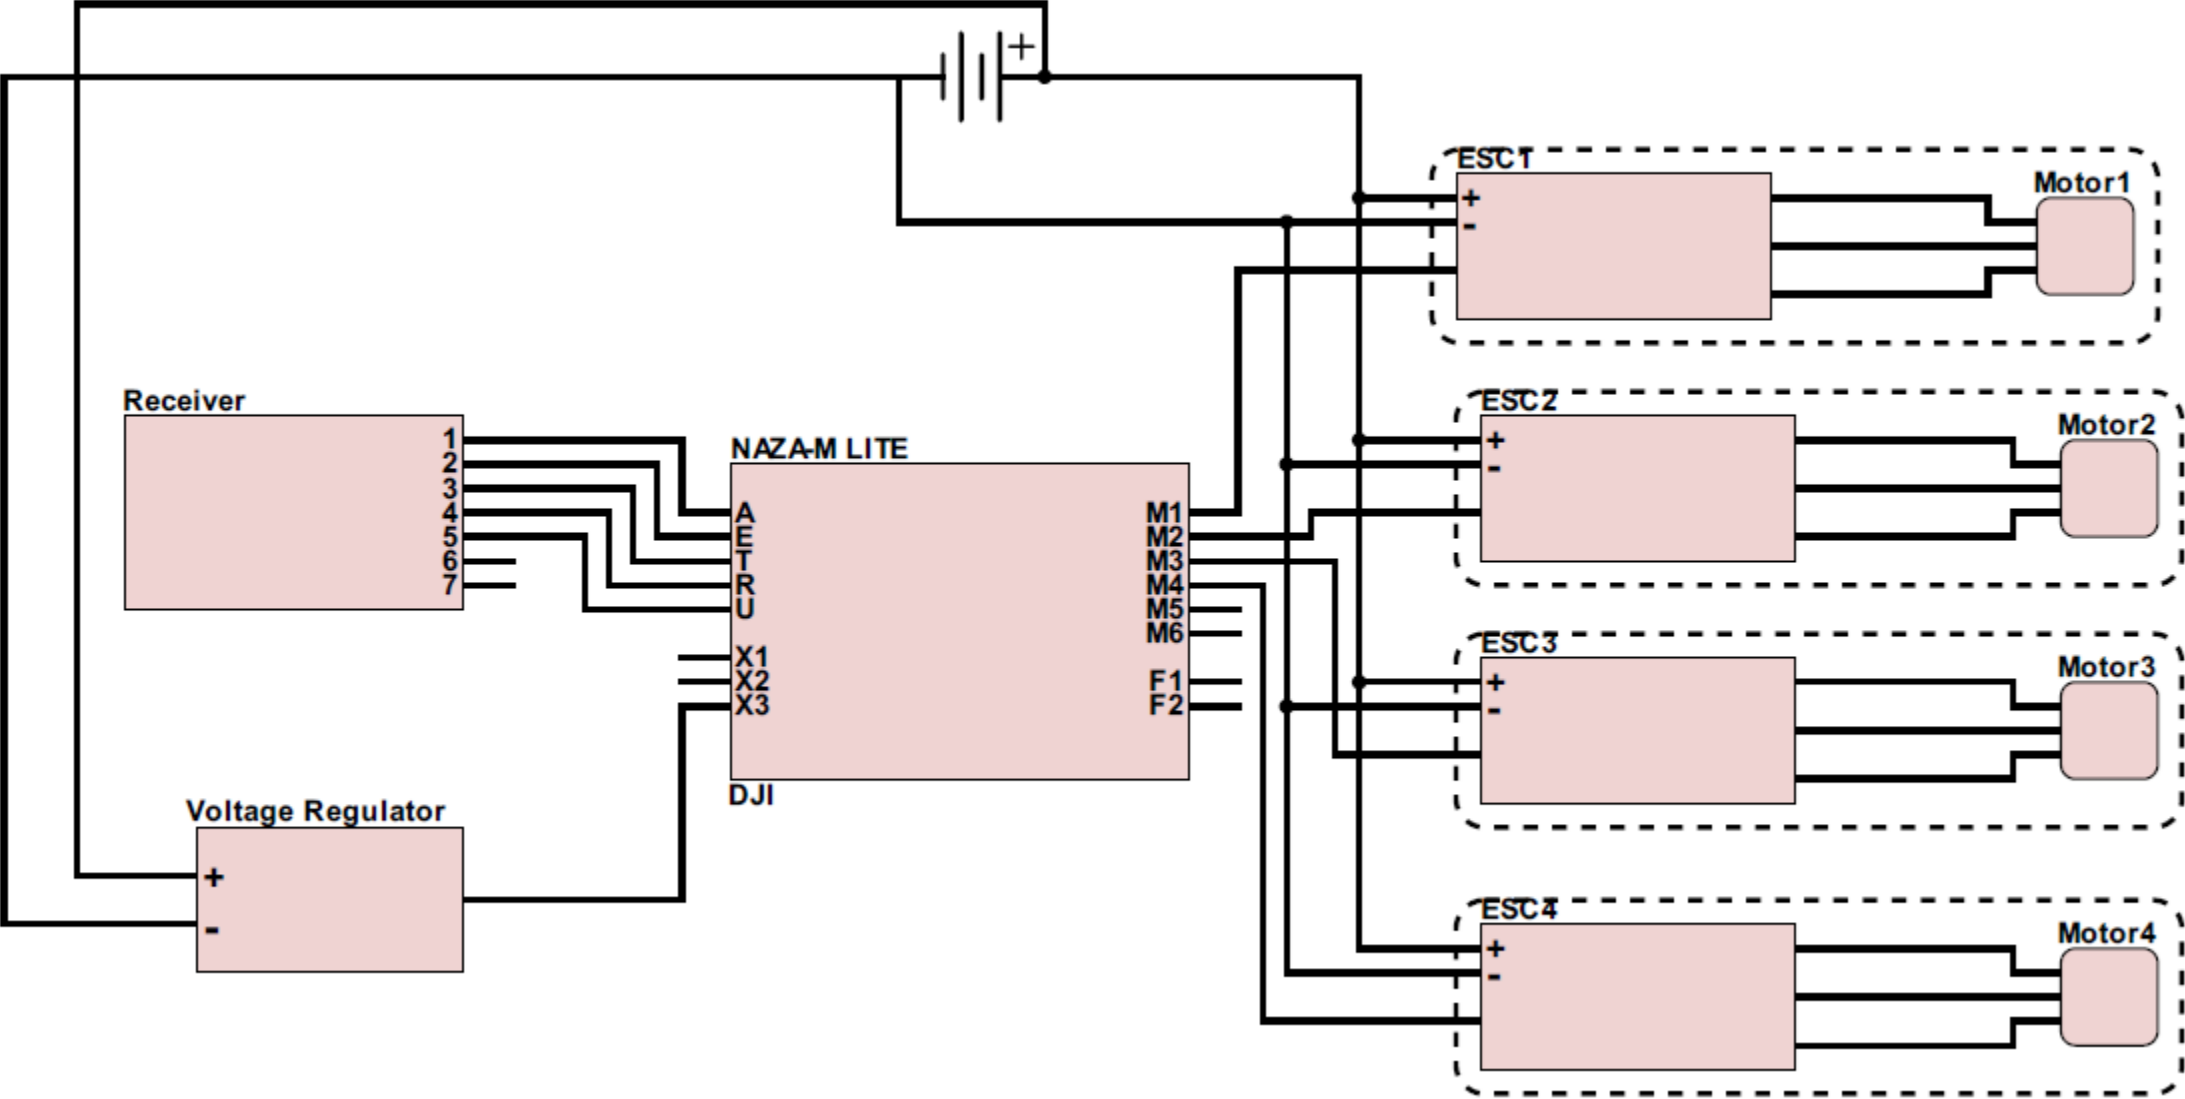 +
ESC1
+
-
Motor1
Receiver
1
2
3
4
5
6
7
NAZA-M LITE
A
E
T
R
U
X1
X2
X3
M1
M2
M3
M4
M5
M6
F1
F2
DJI
ESC2
+
-
Motor2
ESC3
+
-
Motor3
Voltage Regulator
+
-
ESC4
+
-
Motor4